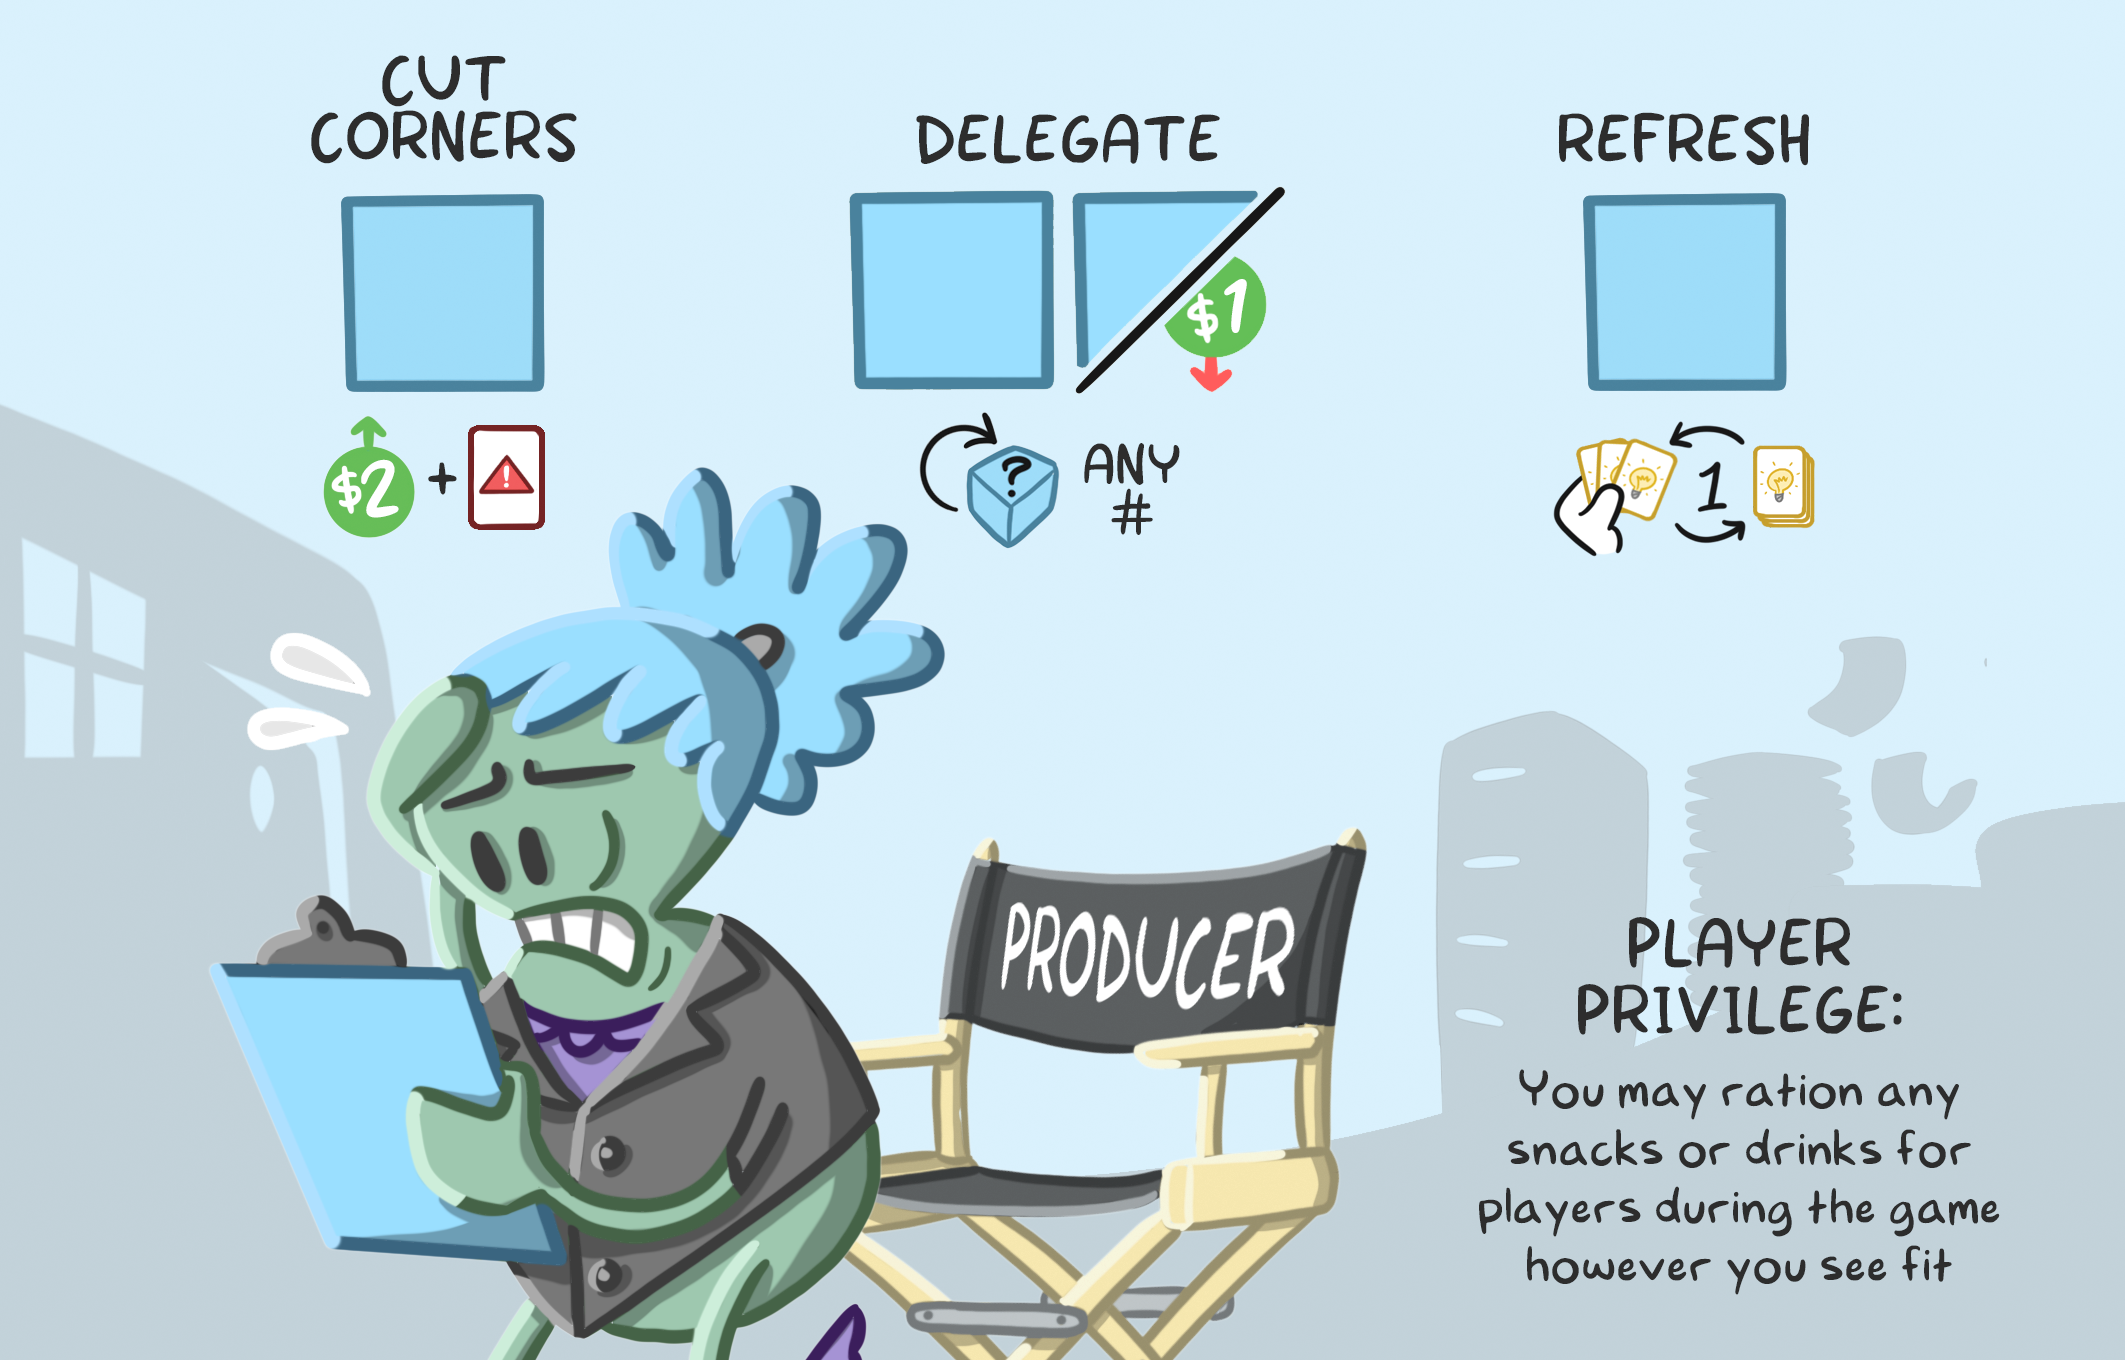 CUT
CORNERS
DELEGATE
REFRESH
$1
$2 + !
? ANY
#
1
PRODUCER
PLAYER
PRIVILEGE:
You may ration any
snacks or drinks for
players during the game
however you see fit